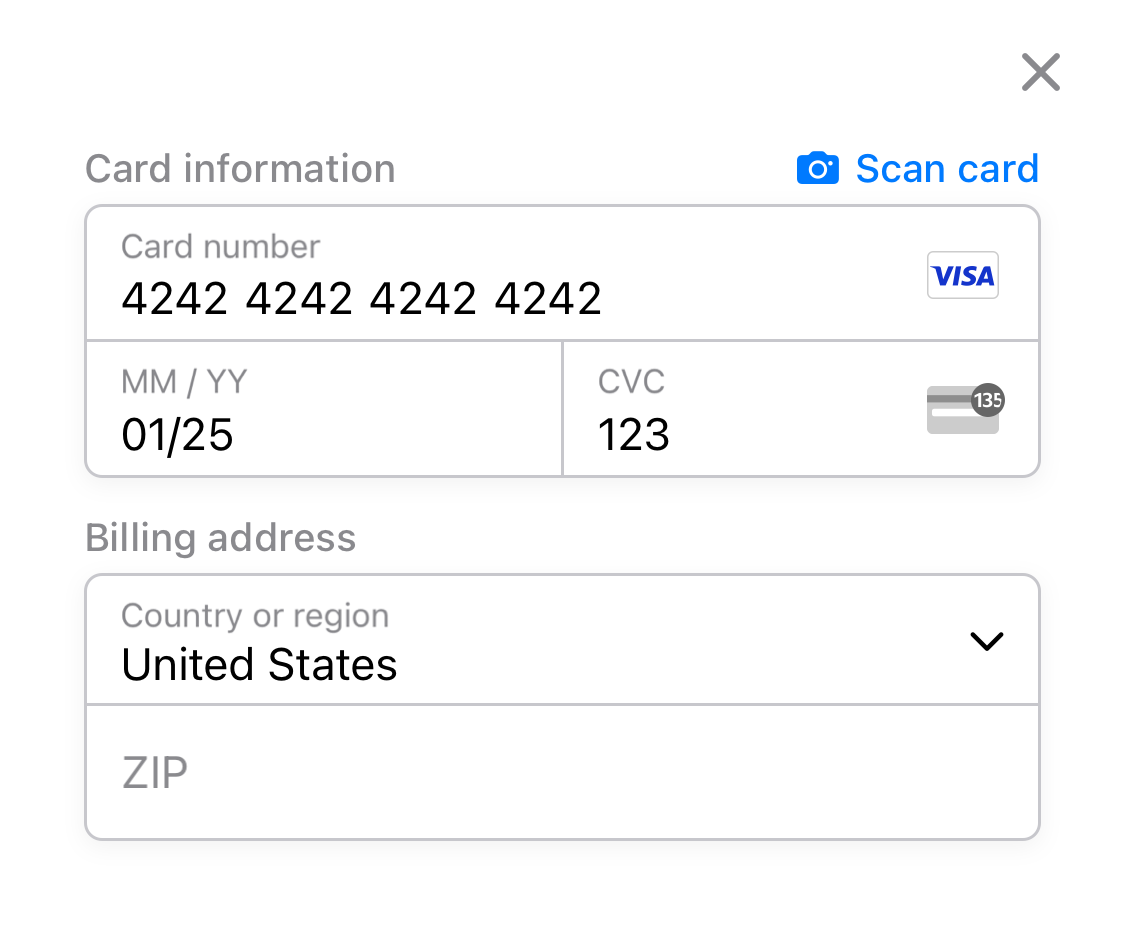 Card information
Scan card
Card number
4242 4242 4242 4242
VISA
MM / YY
01/25
CVC
123
135
Billing address
Country or region
United States
ZIP